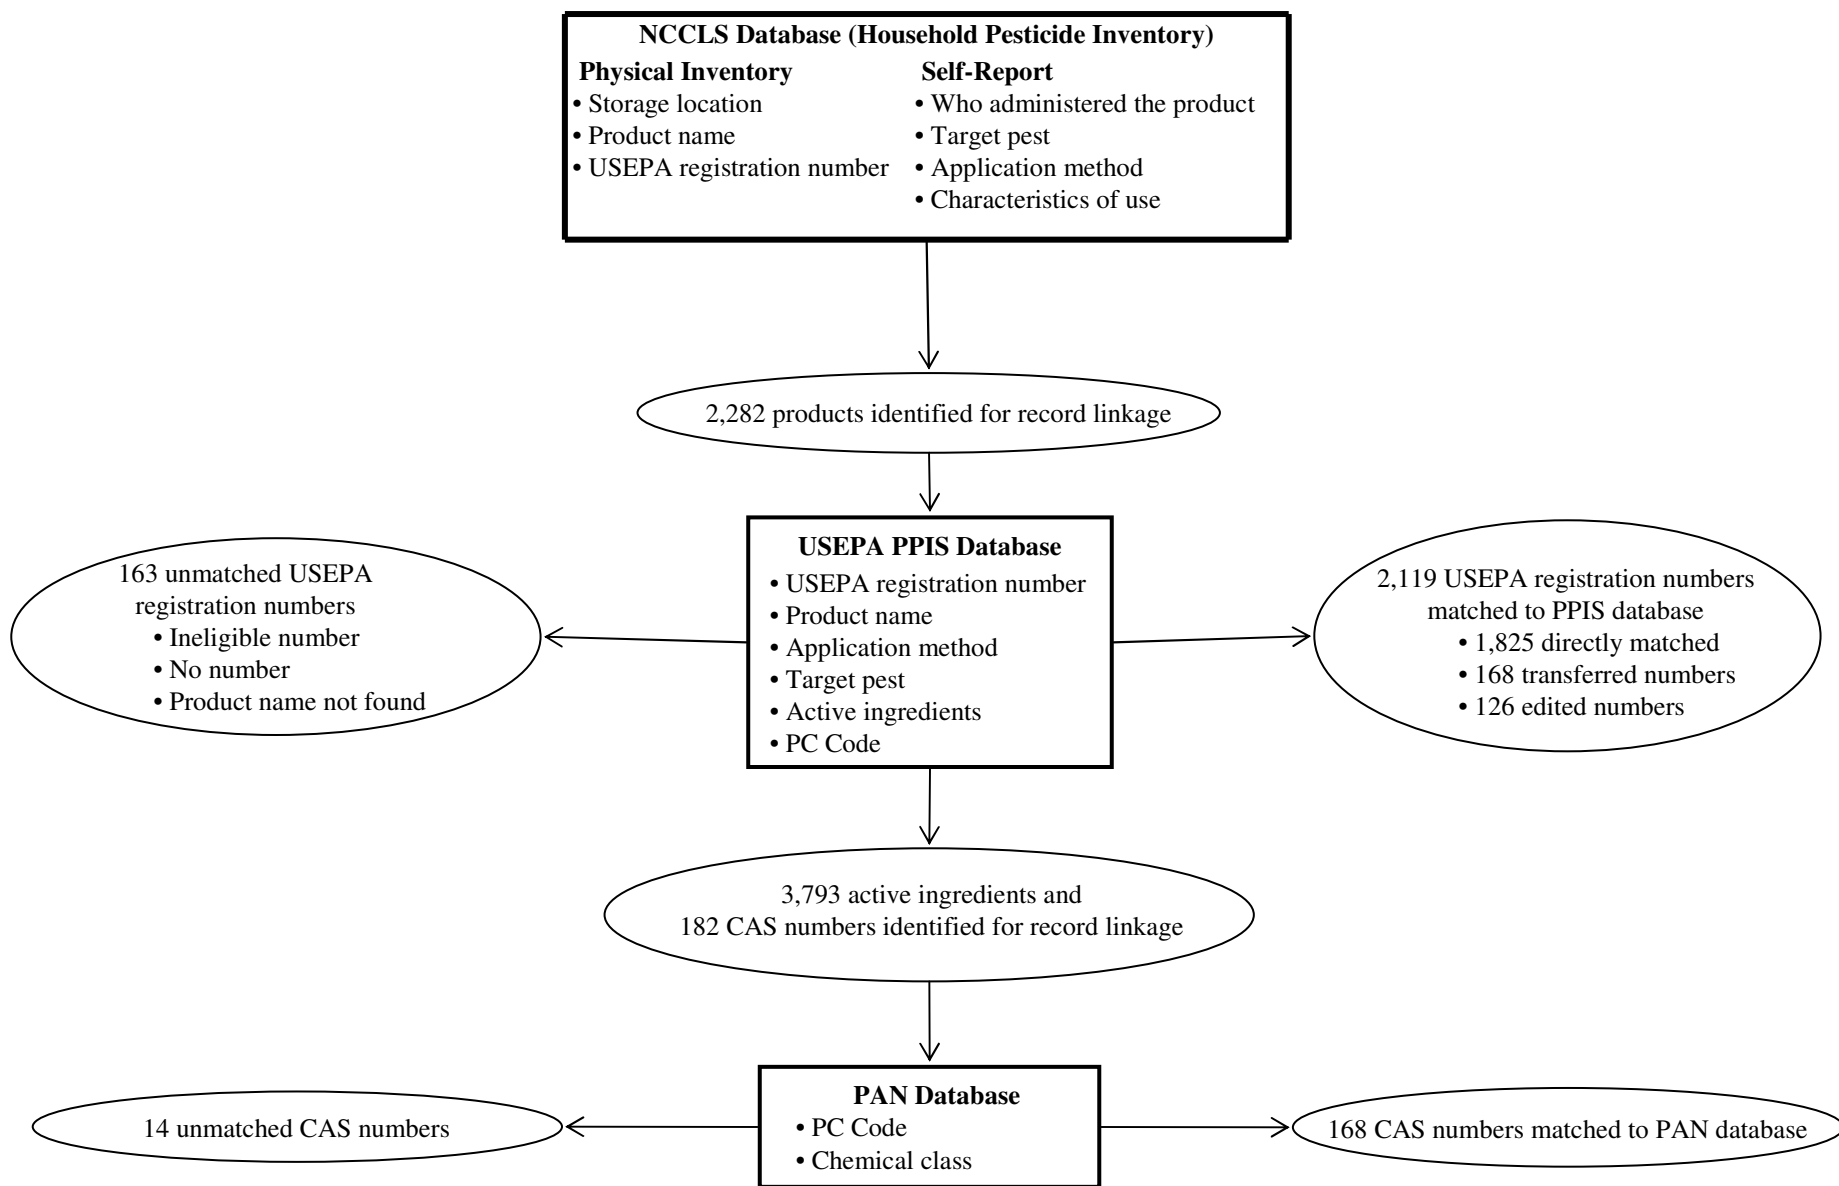 NCCLS Database (Household Pesticide Inventory)
Physical Inventory
• Storage location
• Product name
• USEPA registration number
Self-Report
• Who administered the product
• Target pest
• Application method
• Characteristics of use
2,282 products identified for record linkage
USEPA PPIS Database
• USEPA registration number
• Product name
• Application method
• Target pest
• Active ingredients
• PC Code
163 unmatched USEPA
registration numbers
• Ineligible number
• No number
• Product name not found
2,119 USEPA registration numbers
matched to PPIS database
• 1,825 directly matched
• 168 transferred numbers
• 126 edited numbers
3,793 active ingredients and
182 CAS numbers identified for record linkage
PAN Database
• PC Code
• Chemical class
14 unmatched CAS numbers
168 CAS numbers matched to PAN database